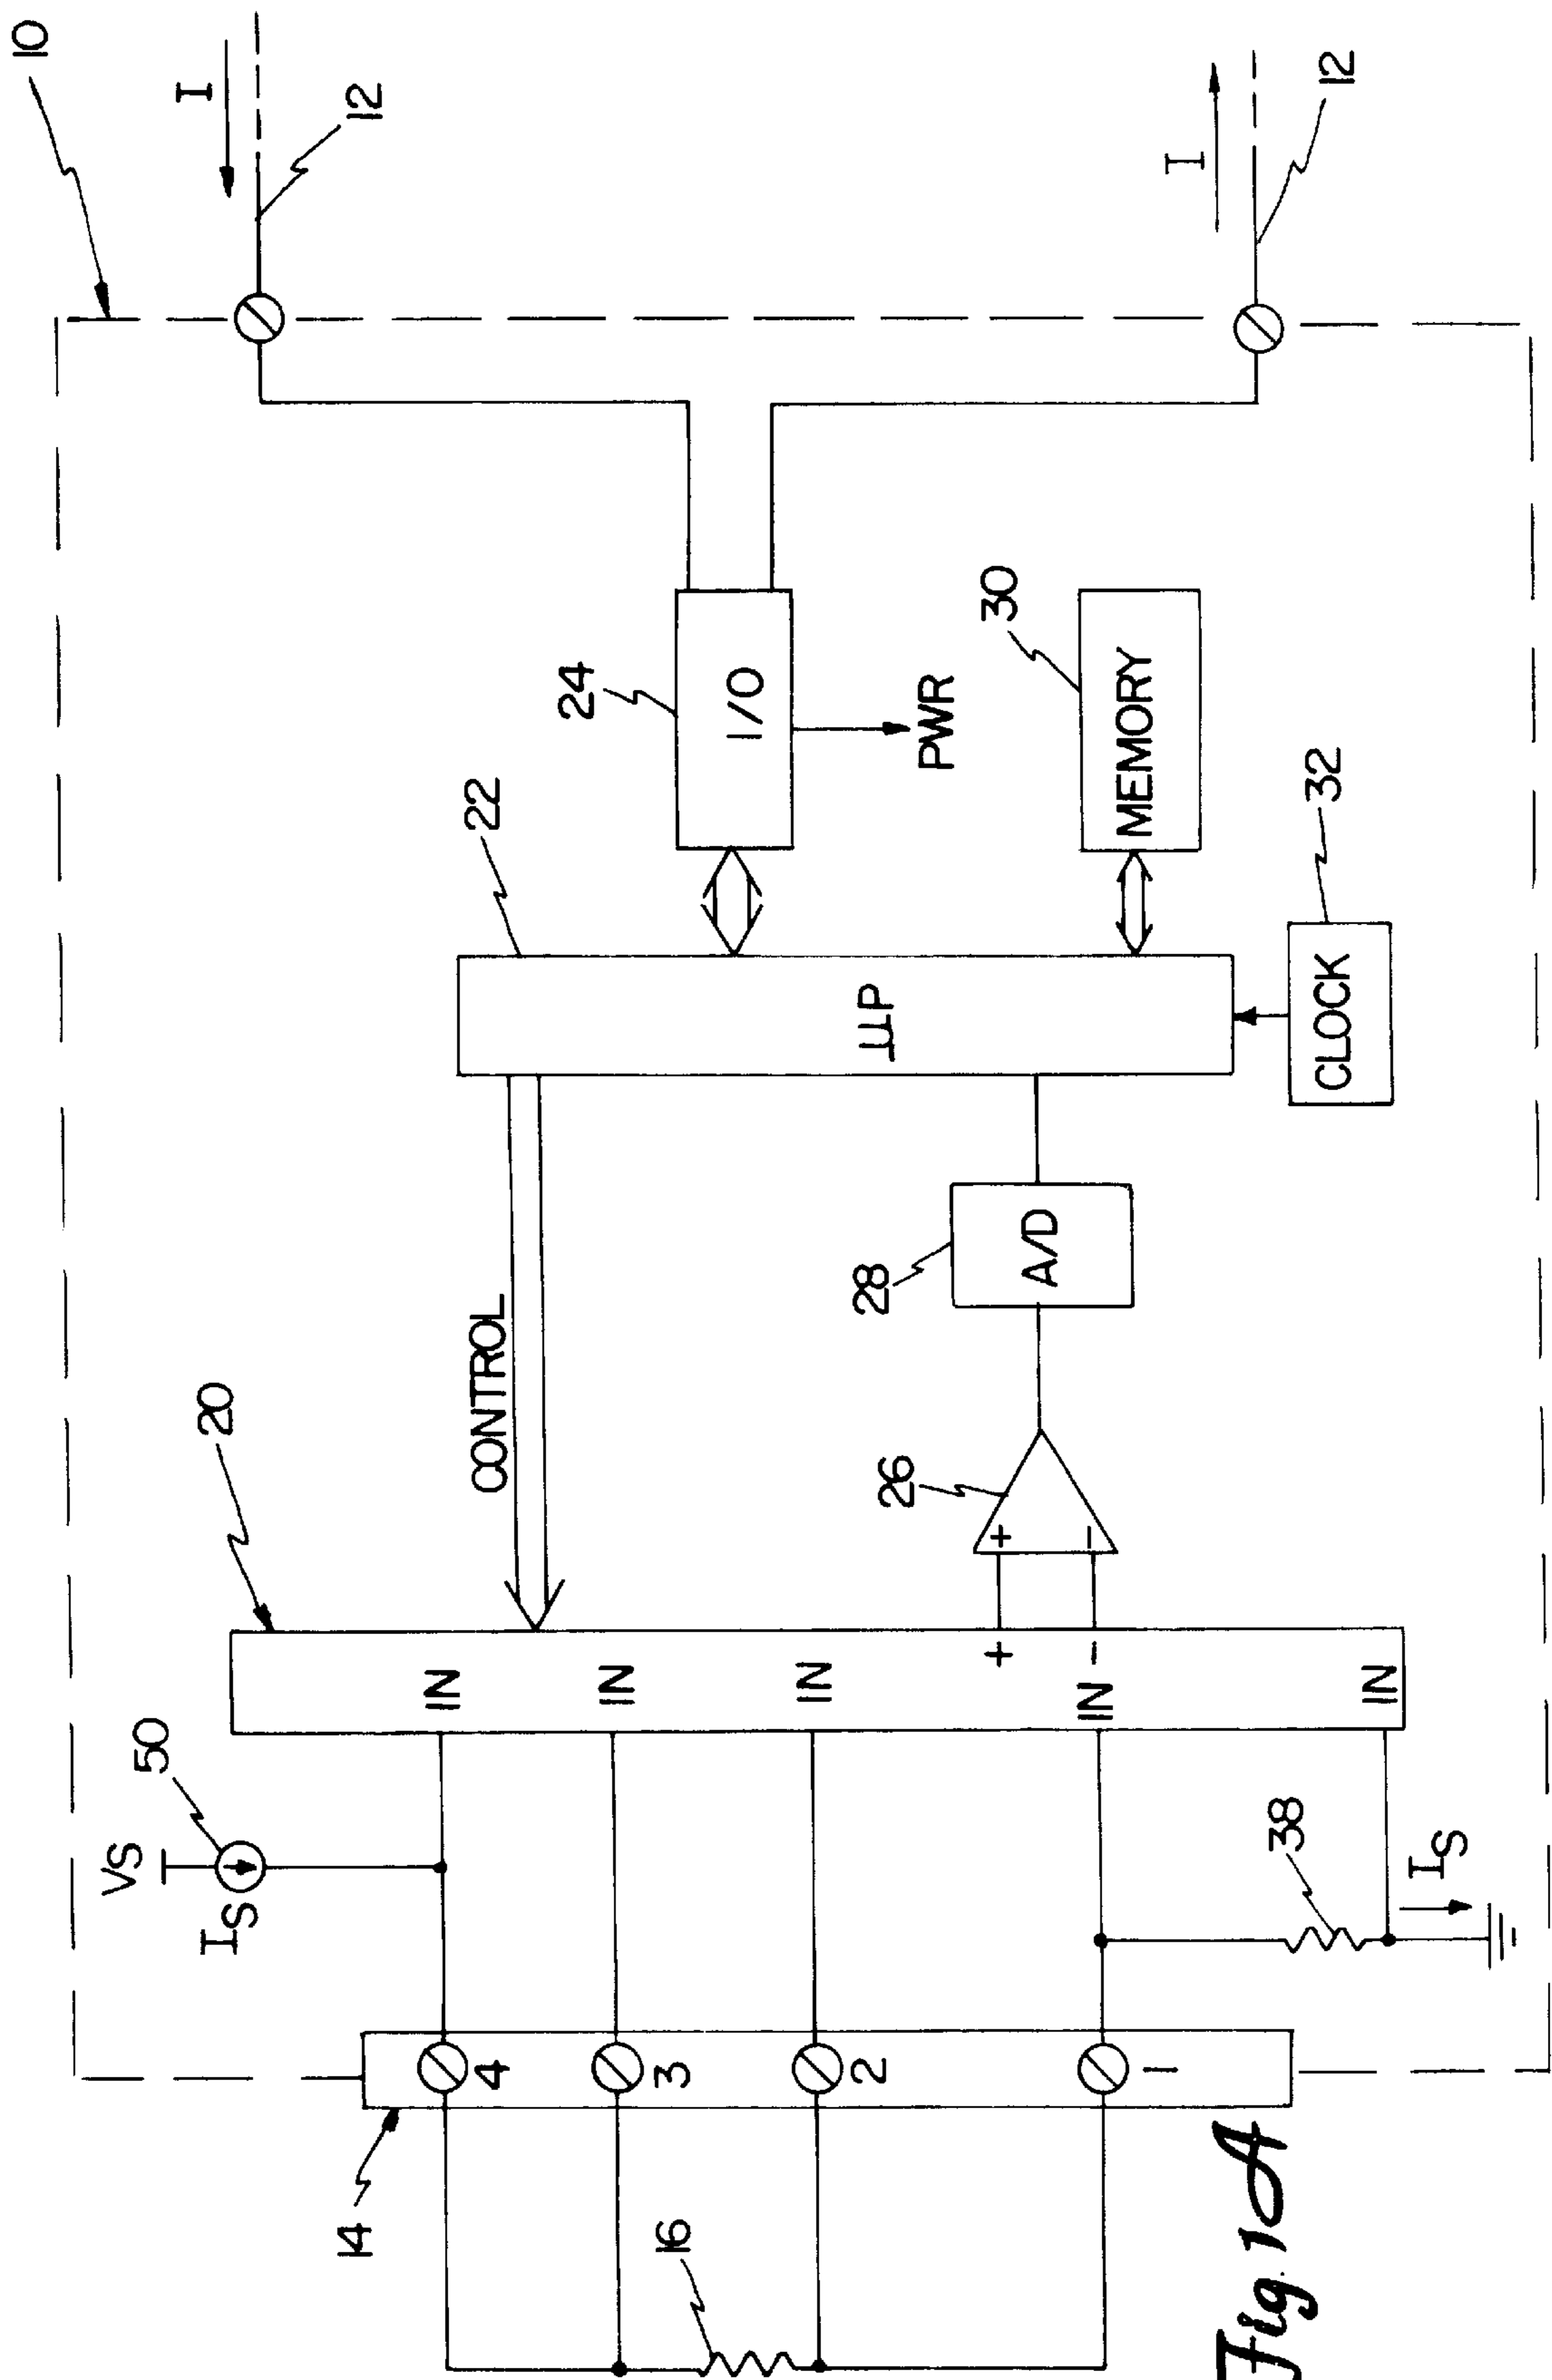 10
I
12
I
12
24
I/O
PWR
30
MEMORY
22
μP
32
CLOCK
CONTROL
28
A/D
26
+
-
20
IN
IN
IN
+
-
IN
IN
VS
50
IS
38
IS
14
4
3
2
1
16
Fig. 1A